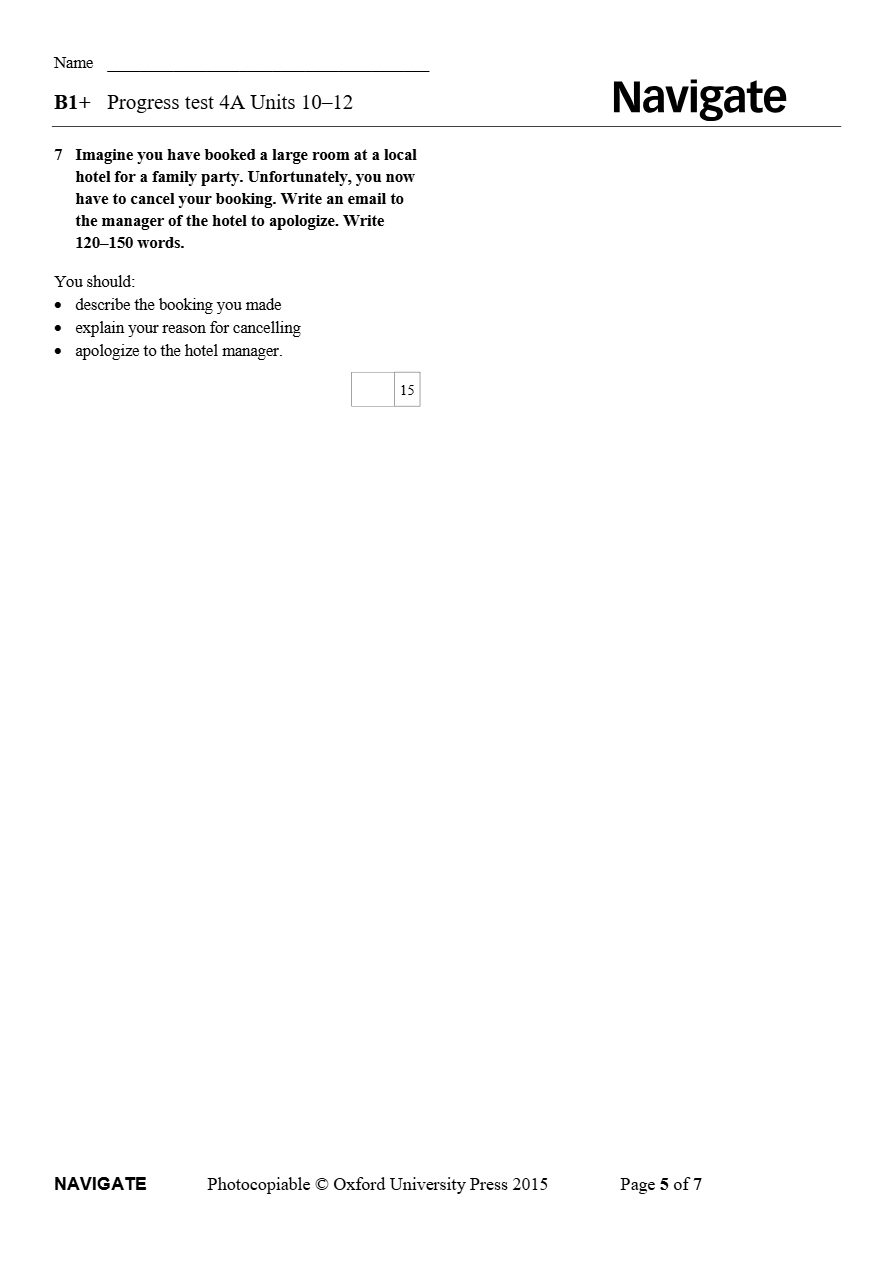 Name
B1+ Progress test 4A Units 10–12
Navigate
7 Imagine you have booked a large room at a local
hotel for a family party. Unfortunately, you now
have to cancel your booking. Write an email to
the manager of the hotel to apologize. Write
120–150 words.
You should:
• describe the booking you made
• explain your reason for cancelling
• apologize to the hotel manager.
15
NAVIGATE Photocopiable © Oxford University Press 2015 Page 5 of 7